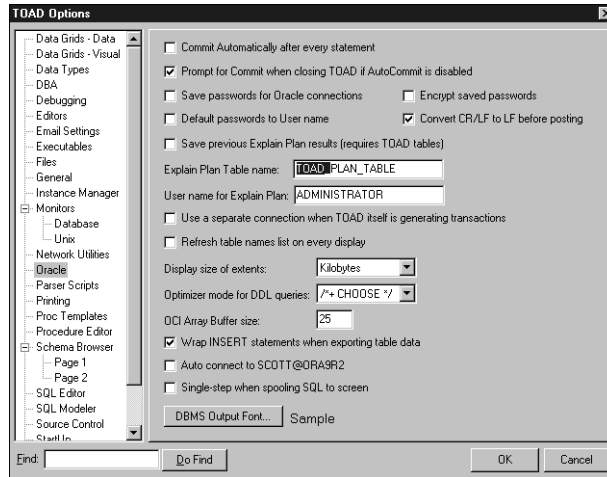 TOAD Options
Data Grids - Data
Data Grids - Visual
Data Types
DBA
Debugging
Editors
Email Settings
Executables
Files
General
Instance Manager
Monitors
Database
Unix
Network Utilities
Oracle
Parser Scripts
Printing
Proc Templates
Procedure Editor
Schema Browser
Page 1
Page 2
SQL Editor
SQL Modeler
Source Control
StartUp
Commit Automatically after every statement
Prompt for Commit when closing TOAD if AutoCommit is disabled
Save passwords for Oracle connections Encrypt saved passwords
Default passwords to User name Convert CR/LF to LF before posting
Save previous Explain Plan results (requires TOAD tables)
Explain Plan Table name: TOAD_PLAN_TABLE
User name for Explain Plan: ADMINISTRATOR
Use a separate connection when TOAD itself is generating transactions
Refresh table names list on every display
Display size of extents: Kilobytes
Optimizer mode for DDL queries: /*+ CHOOSE */
OCI Array Buffer size: 25
Wrap INSERT statements when exporting table data
Auto connect to SCOTT@ORA9R2
Single-step when spooling SQL to screen
DBMS Output Font... Sample
Find: Do Find OK Cancel